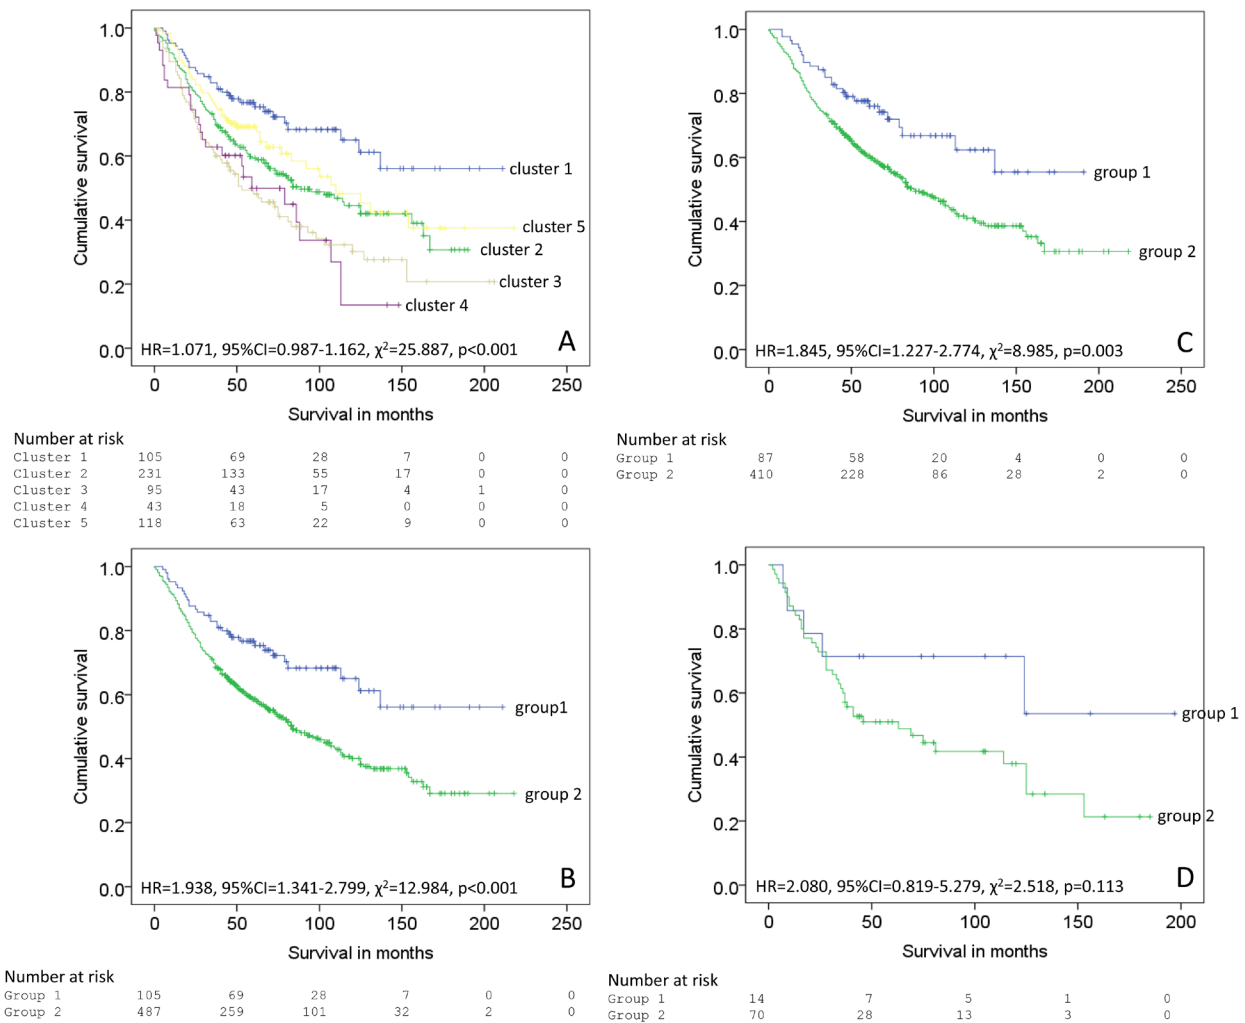 1.0
0.8
0.6
0.4
0.2
0.0
Cumulative survival
cluster 1
cluster 5
cluster 2
cluster 3
cluster 4
HR=1.071, 95%CI=0.987-1.162, χ²=25.887, p<0.001
A
0 50 100 150 200 250
Survival in months
Number at risk
Cluster 1 105 69 28 7 0 0
Cluster 2 231 133 55 17 0 0
Cluster 3 95 43 17 4 1 0
Cluster 4 43 18 5 0 0 0
Cluster 5 118 63 22 9 0 0
1.0
0.8
0.6
0.4
0.2
0.0
Cumulative survival
group1
group 2
HR=1.938, 95%CI=1.341-2.799, χ²=12.984, p<0.001
B
0 50 100 150 200 250
Survival in months
Number at risk
Group 1 105 69 28 7 0 0
Group 2 487 259 101 32 2 0
1.0
0.8
0.6
0.4
0.2
0.0
Cumulative survival
group 1
group 2
HR=1.845, 95%CI=1.227-2.774, χ²=8.985, p=0.003
C
0 50 100 150 200 250
Survival in months
Number at risk
Group 1 87 58 20 4 0 0
Group 2 410 228 86 28 2 0
1.0
0.8
0.6
0.4
0.2
0.0
Cumulative survival
group 1
group 2
HR=2.080, 95%CI=0.819-5.279, χ²=2.518, p=0.113
D
0 50 100 150 200
Survival in months
Number at risk
Group 1 14 7 5 1 0
Group 2 70 28 13 3 0